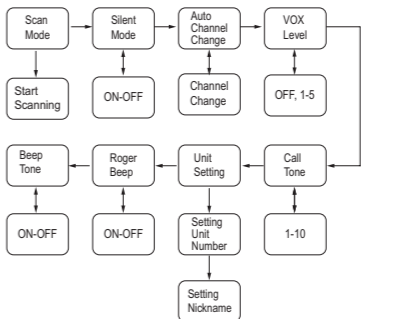 Scan
Mode
Silent
Mode
Auto
Channel
Change
VOX
Level
Start
Scanning
ON-OFF
Channel
Change
OFF, 1-5
Beep
Tone
Roger
Beep
Unit
Setting
Call
Tone
ON-OFF
ON-OFF
Setting
Unit
Number
1-10
Setting
Nickname